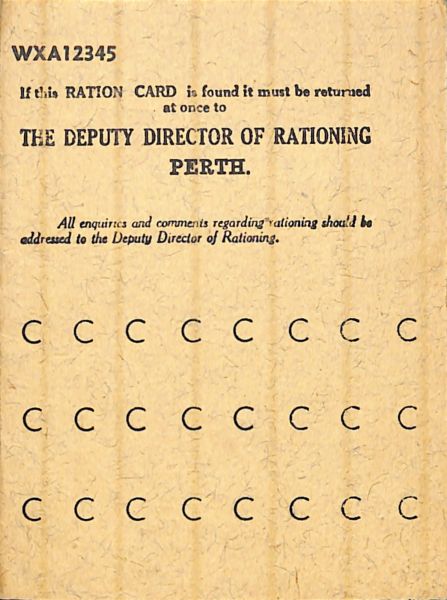 WXA12345
If this RATION CARD is found it must be returned
at once to
THE DEPUTY DIRECTOR OF RATIONING
PERTH.
All enquiries and comments regarding rationing should be
addressed to the Deputy Director of Rationing.
C C C C C C C C
C C C C C C C C
C C C C C C C C